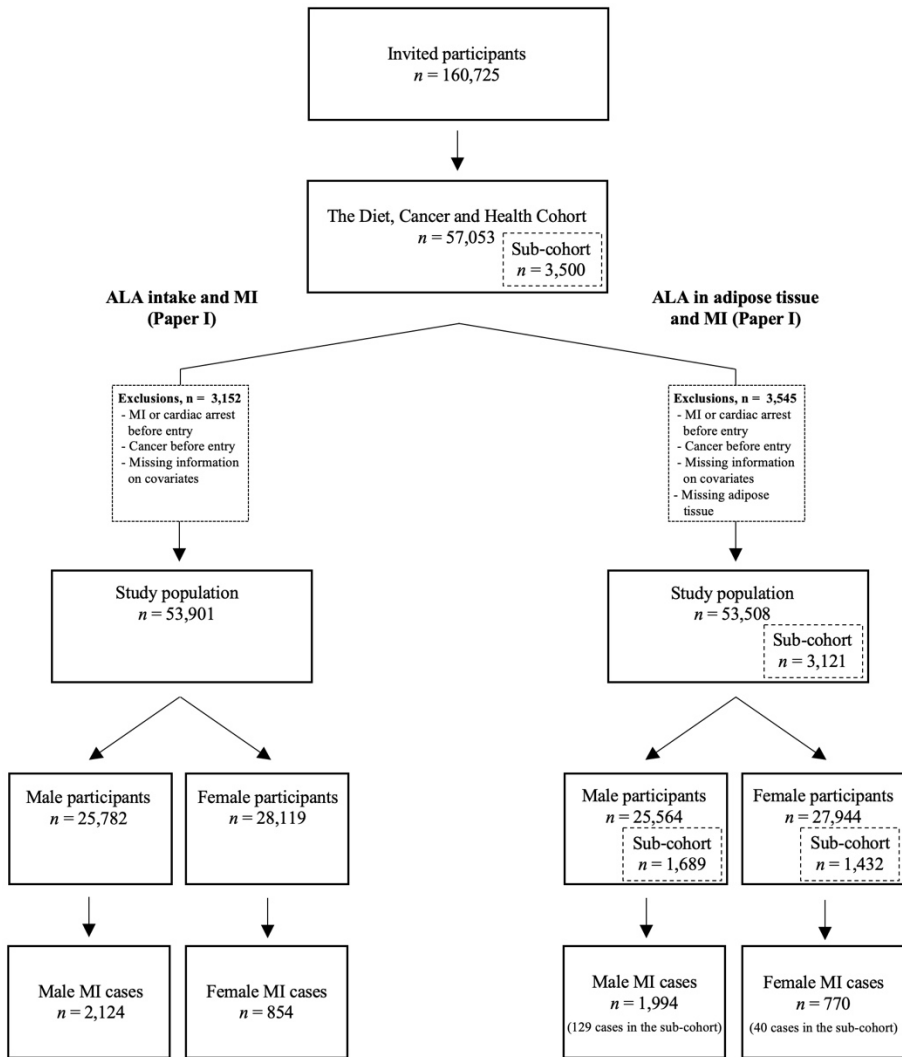 Invited participants
n = 160,725
The Diet, Cancer and Health Cohort
n = 57,053
Sub-cohort
n = 3,500
ALA intake and MI
(Paper I)
ALA in adipose tissue
and MI (Paper I)
Exclusions, n = 3,152
- MI or cardiac arrest
before entry
- Cancer before entry
- Missing information
on covariates
Exclusions, n = 3,545
- MI or cardiac arrest
before entry
- Cancer before entry
- Missing information
on covariates
- Missing adipose
tissue
Study population
n = 53,901
Study population
n = 53,508
Sub-cohort
n = 3,121
Male participants
n = 25,782
Female participants
n = 28,119
Male participants
n = 25,564
Sub-cohort
n = 1,689
Female participants
n = 27,944
Sub-cohort
n = 1,432
Male MI cases
n = 2,124
Female MI cases
n = 854
Male MI cases
n = 1,994
(129 cases in the sub-cohort)
Female MI cases
n = 770
(40 cases in the sub-cohort)